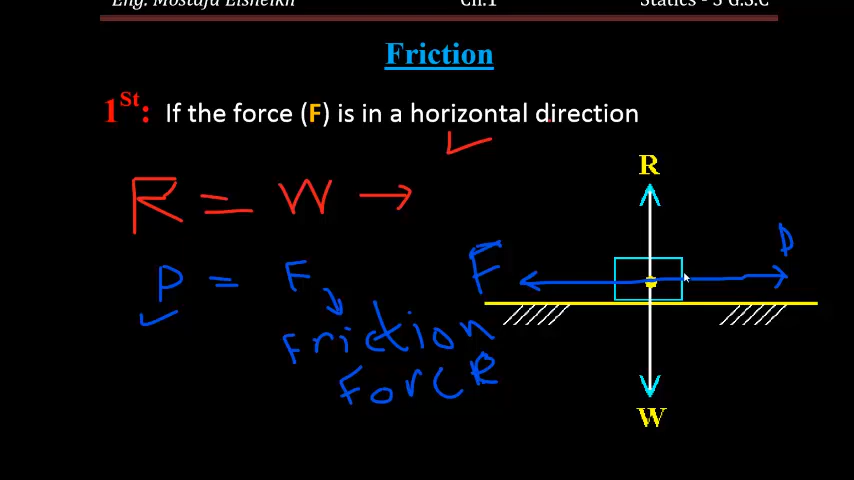 Eng. Mostafa Elsheikh Ch.1 Statics - 3 G.S.C
Friction
1St: If the force (F) is in a horizontal direction
R = W →
P = F
Friction
Force
R
F
P
W